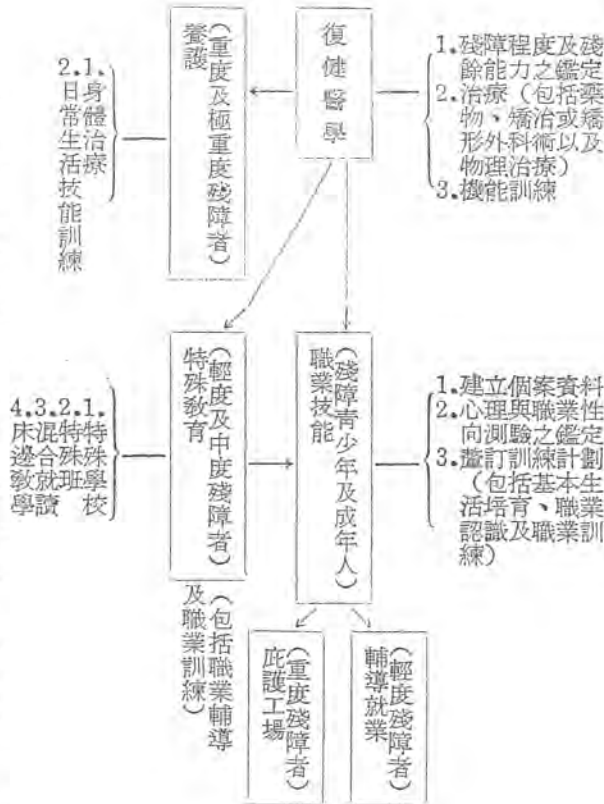 復健醫學
1.殘障程度及殘
餘能力之鑑定
2.治療（包括藥
物、矯治或矯
形外科術以及
物理治療）
3.機能訓練
養護
（重度及極重度殘障者）
1.身體治療
2.日常生活技能訓練
職業技能
（殘障青少年及成年人）
1.建立個案資料
2.心理與職業性
向測驗之鑑定
3.釐訂訓練計劃
（包括基本生
活培育、職業
認識及職業訓
練）
特殊教育
（輕度及中度殘障者）
（包括職業輔導
及職業訓練）
1.特殊學校
2.特殊班
3.混合就讀
4.床邊教學
輔導就業
（輕度殘障者）
庇護工場
（重度殘障者）